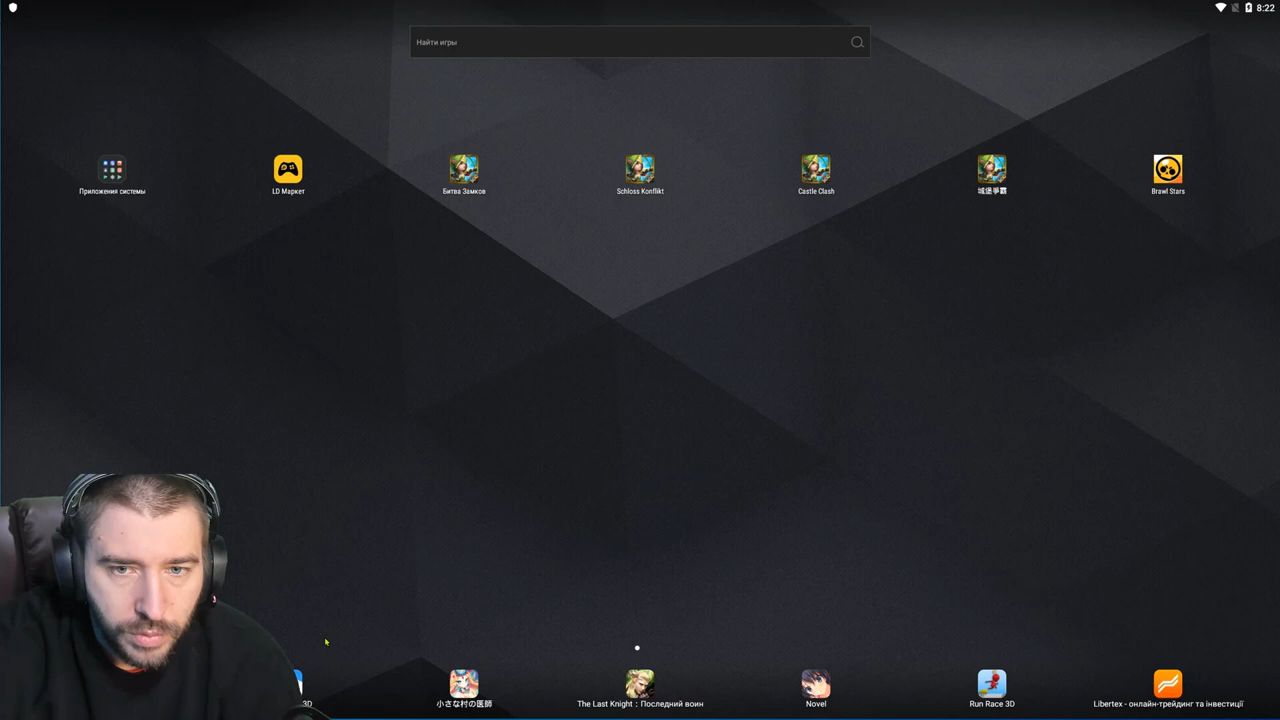 8:22
Найти игры
Приложения системы
LD Маркет
Битва Замков
Schloss Konflikt
Castle Clash
城堡爭霸
Brawl Stars
3D
小さな村の医師
The Last Knight : Последний воин
Novel
Run Race 3D
Libertex - онлайн-трейдинг та інвестиції